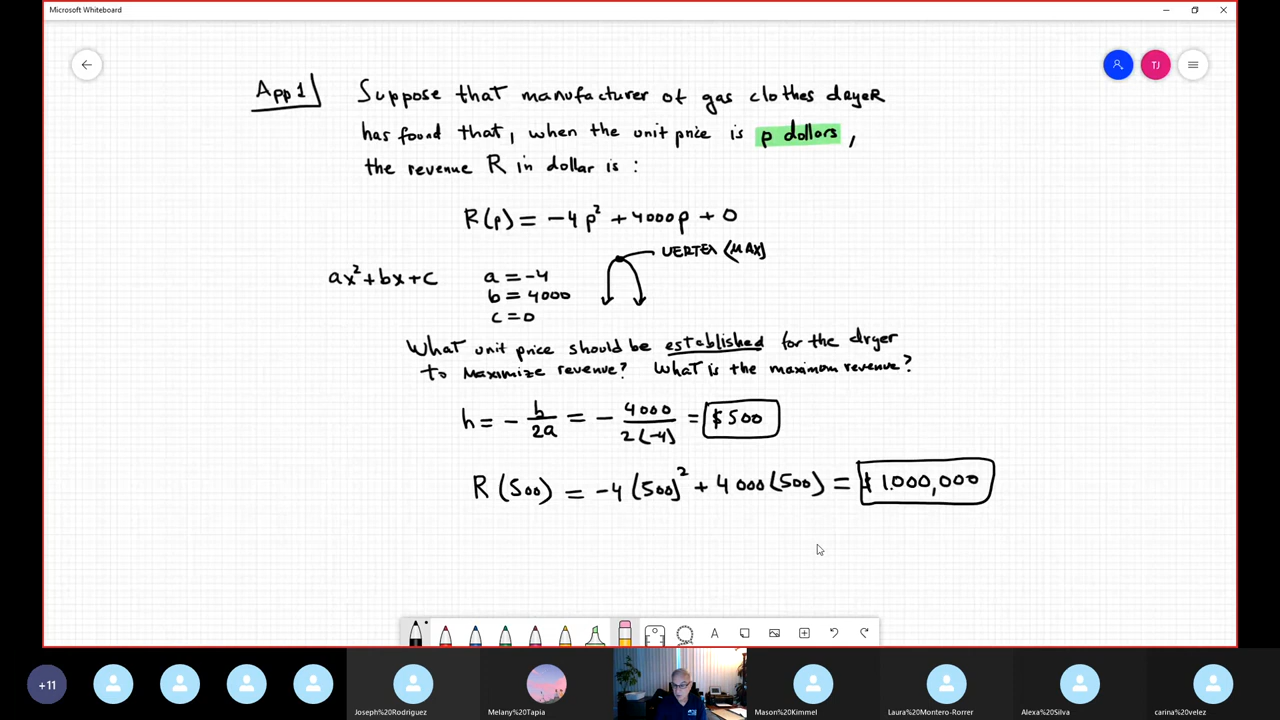 Microsoft Whiteboard
TJ
App 1
Suppose that manufacturer of gas clothes dryer
has found that, when the unit price is p dollars,
the revenue R in dollar is :
R(p) = -4p² + 4000p + 0
VERTEX (MAX)
ax² + bx + c
a = -4
b = 4000
c = 0
What unit price should be established for the dryer
to maximize revenue? What is the maximum revenue?
h = - b/2a = - 4000/2(-4) = $500
R(500) = -4(500)² + 4000(500) = $1.000,000
A
+11
Joseph%20Rodriguez
Melany%20Tapia
Mason%20Kimmel
Laura%20Montero-Rorrer
Alexa%20Silva
carina%20velez